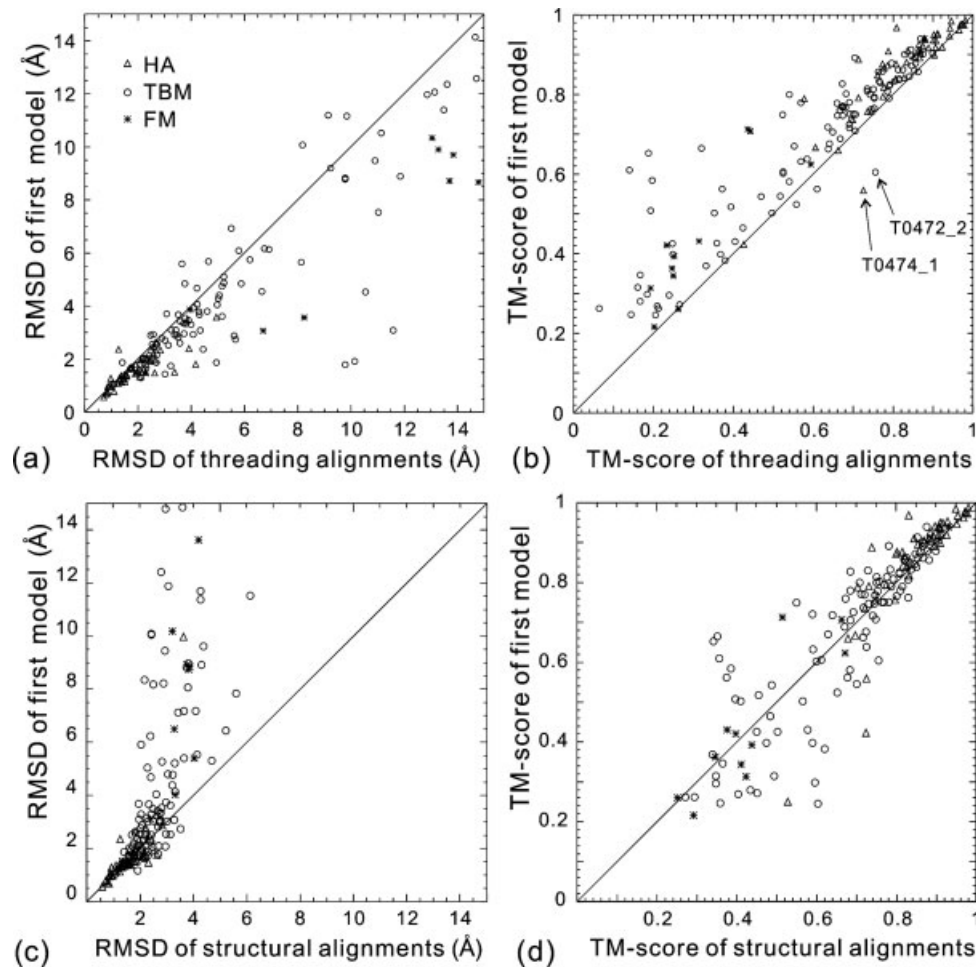 14
12
10
8
6
4
2
0
RMSD of first model (Å)
HA
TBM
FM
0 2 4 6 8 10 12 14
(a) RMSD of threading alignments (Å)
1
0.8
0.6
0.4
0.2
0
TM-score of first model
T0472_2
T0474_1
0 0.2 0.4 0.6 0.8 1
(b) TM-score of threading alignments
14
12
10
8
6
4
2
0
RMSD of first model (Å)
2 4 6 8 10 12 14
(c) RMSD of structural alignments (Å)
1
0.8
0.6
0.4
0.2
TM-score of first model
0.2 0.4 0.6 0.8 1
(d) TM-score of structural alignments